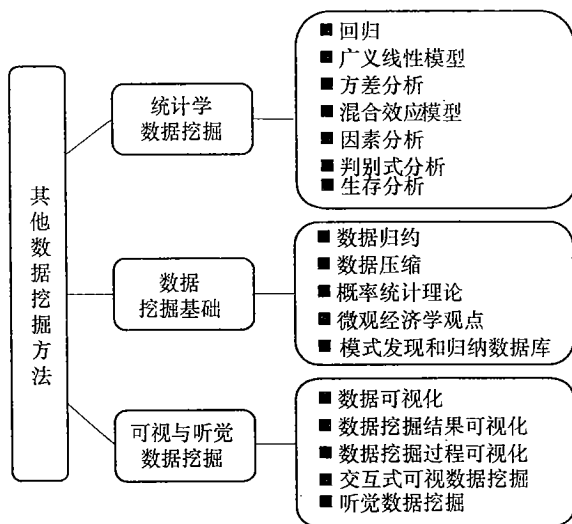 其他数据挖掘方法
统计学
数据挖掘
■ 回归
■ 广义线性模型
■ 方差分析
■ 混合效应模型
■ 因素分析
■ 判别式分析
■ 生存分析
数据
挖掘基础
■ 数据归约
■ 数据压缩
■ 概率统计理论
■ 微观经济学观点
■ 模式发现和归纳数据库
可视与听觉
数据挖掘
■ 数据可视化
■ 数据挖掘结果可视化
■ 数据挖掘过程可视化
■ 交互式可视数据挖掘
■ 听觉数据挖掘